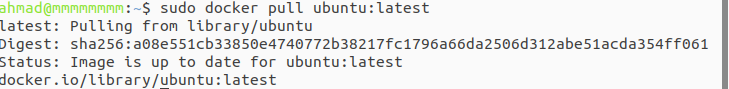 ahmad@mmmmmmmm:~$ sudo docker pull ubuntu:latest
latest: Pulling from library/ubuntu
Digest: sha256:a08e551cb33850e4740772b38217fc1796a66da2506d312abe51acda354ff061
Status: Image is up to date for ubuntu:latest
docker.io/library/ubuntu:latest